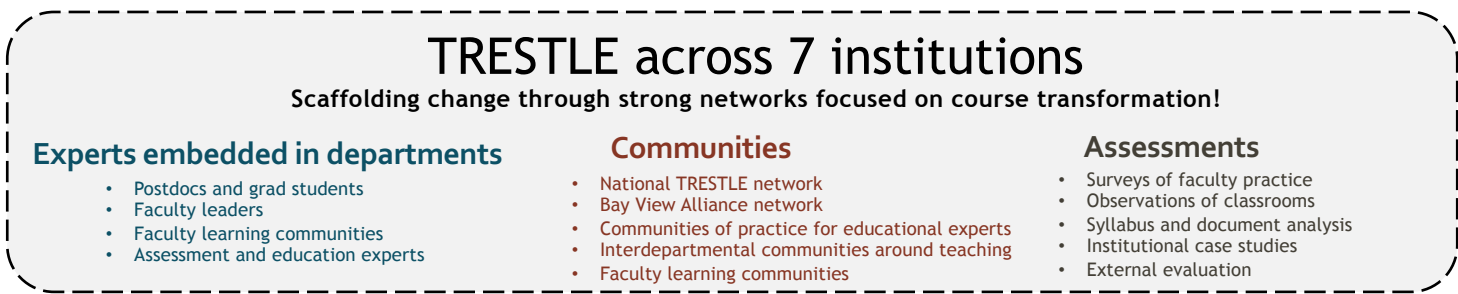 TRESTLE across 7 institutions
Scaffolding change through strong networks focused on course transformation!
Experts embedded in departments
• Postdocs and grad students
• Faculty leaders
• Faculty learning communities
• Assessment and education experts
Communities
• National TRESTLE network
• Bay View Alliance network
• Communities of practice for educational experts
• Interdepartmental communities around teaching
• Faculty learning communities
Assessments
• Surveys of faculty practice
• Observations of classrooms
• Syllabus and document analysis
• Institutional case studies
• External evaluation